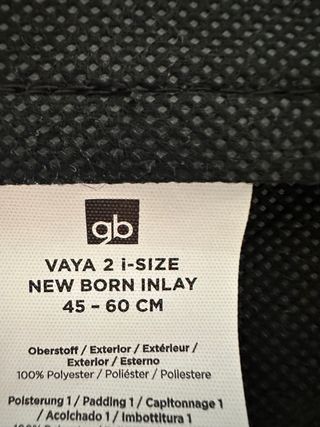 gb
VAYA 2 i-SIZE
NEW BORN INLAY
45 – 60 CM
Oberstoff / Exterior / Extérieur /
Exterior / Esterno
100% Polyester / Poliéster / Poliestere
Polsterung 1 / Padding 1 / Capitonnage 1
/ Acolchado 1 / Imbottitura 1